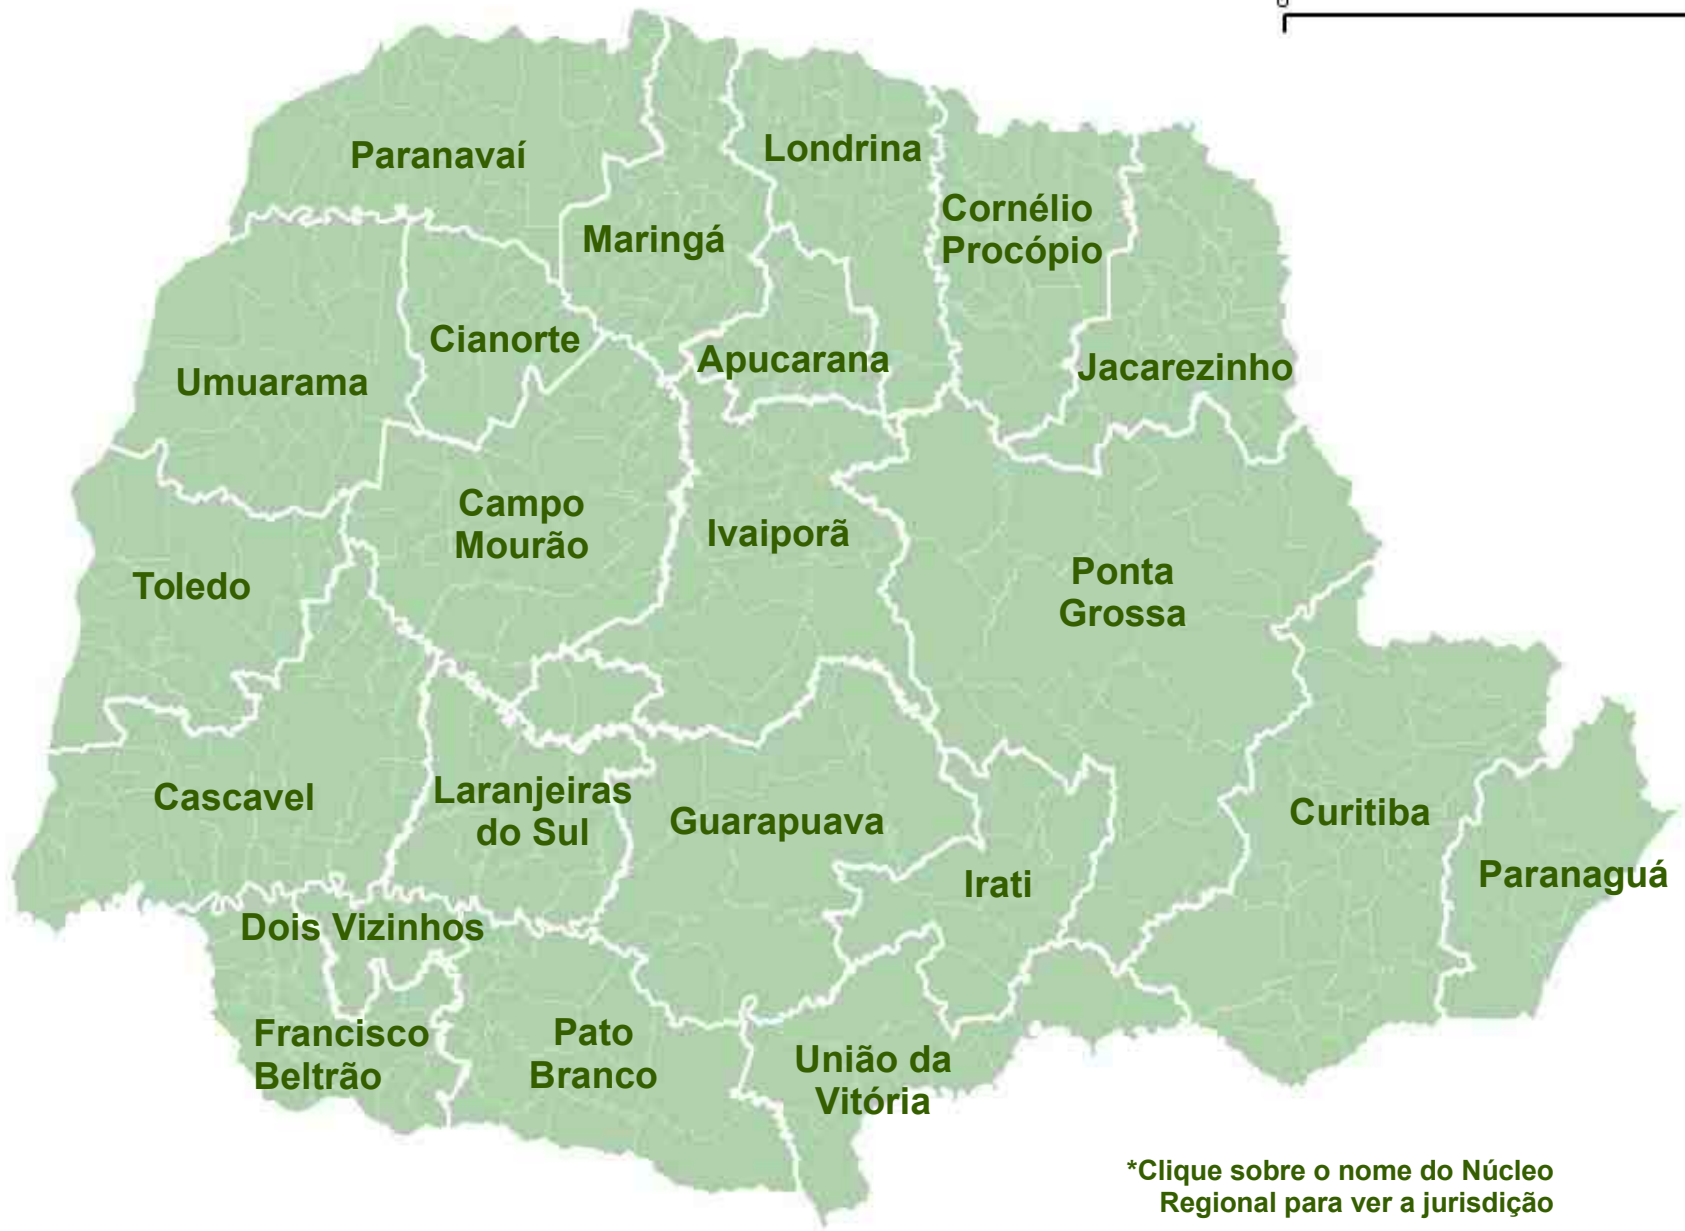 Paranavaí
Londrina
Maringá
Cornélio
Procópio
Cianorte
Apucarana
Jacarezinho
Umuarama
Campo
Mourão
Ivaiporã
Toledo
Ponta
Grossa
Cascavel
Laranjeiras
do Sul
Guarapuava
Curitiba
Irati
Paranaguá
Dois Vizinhos
Francisco
Beltrão
Pato
Branco
União da
Vitória
*Clique sobre o nome do Núcleo
Regional para ver a jurisdição